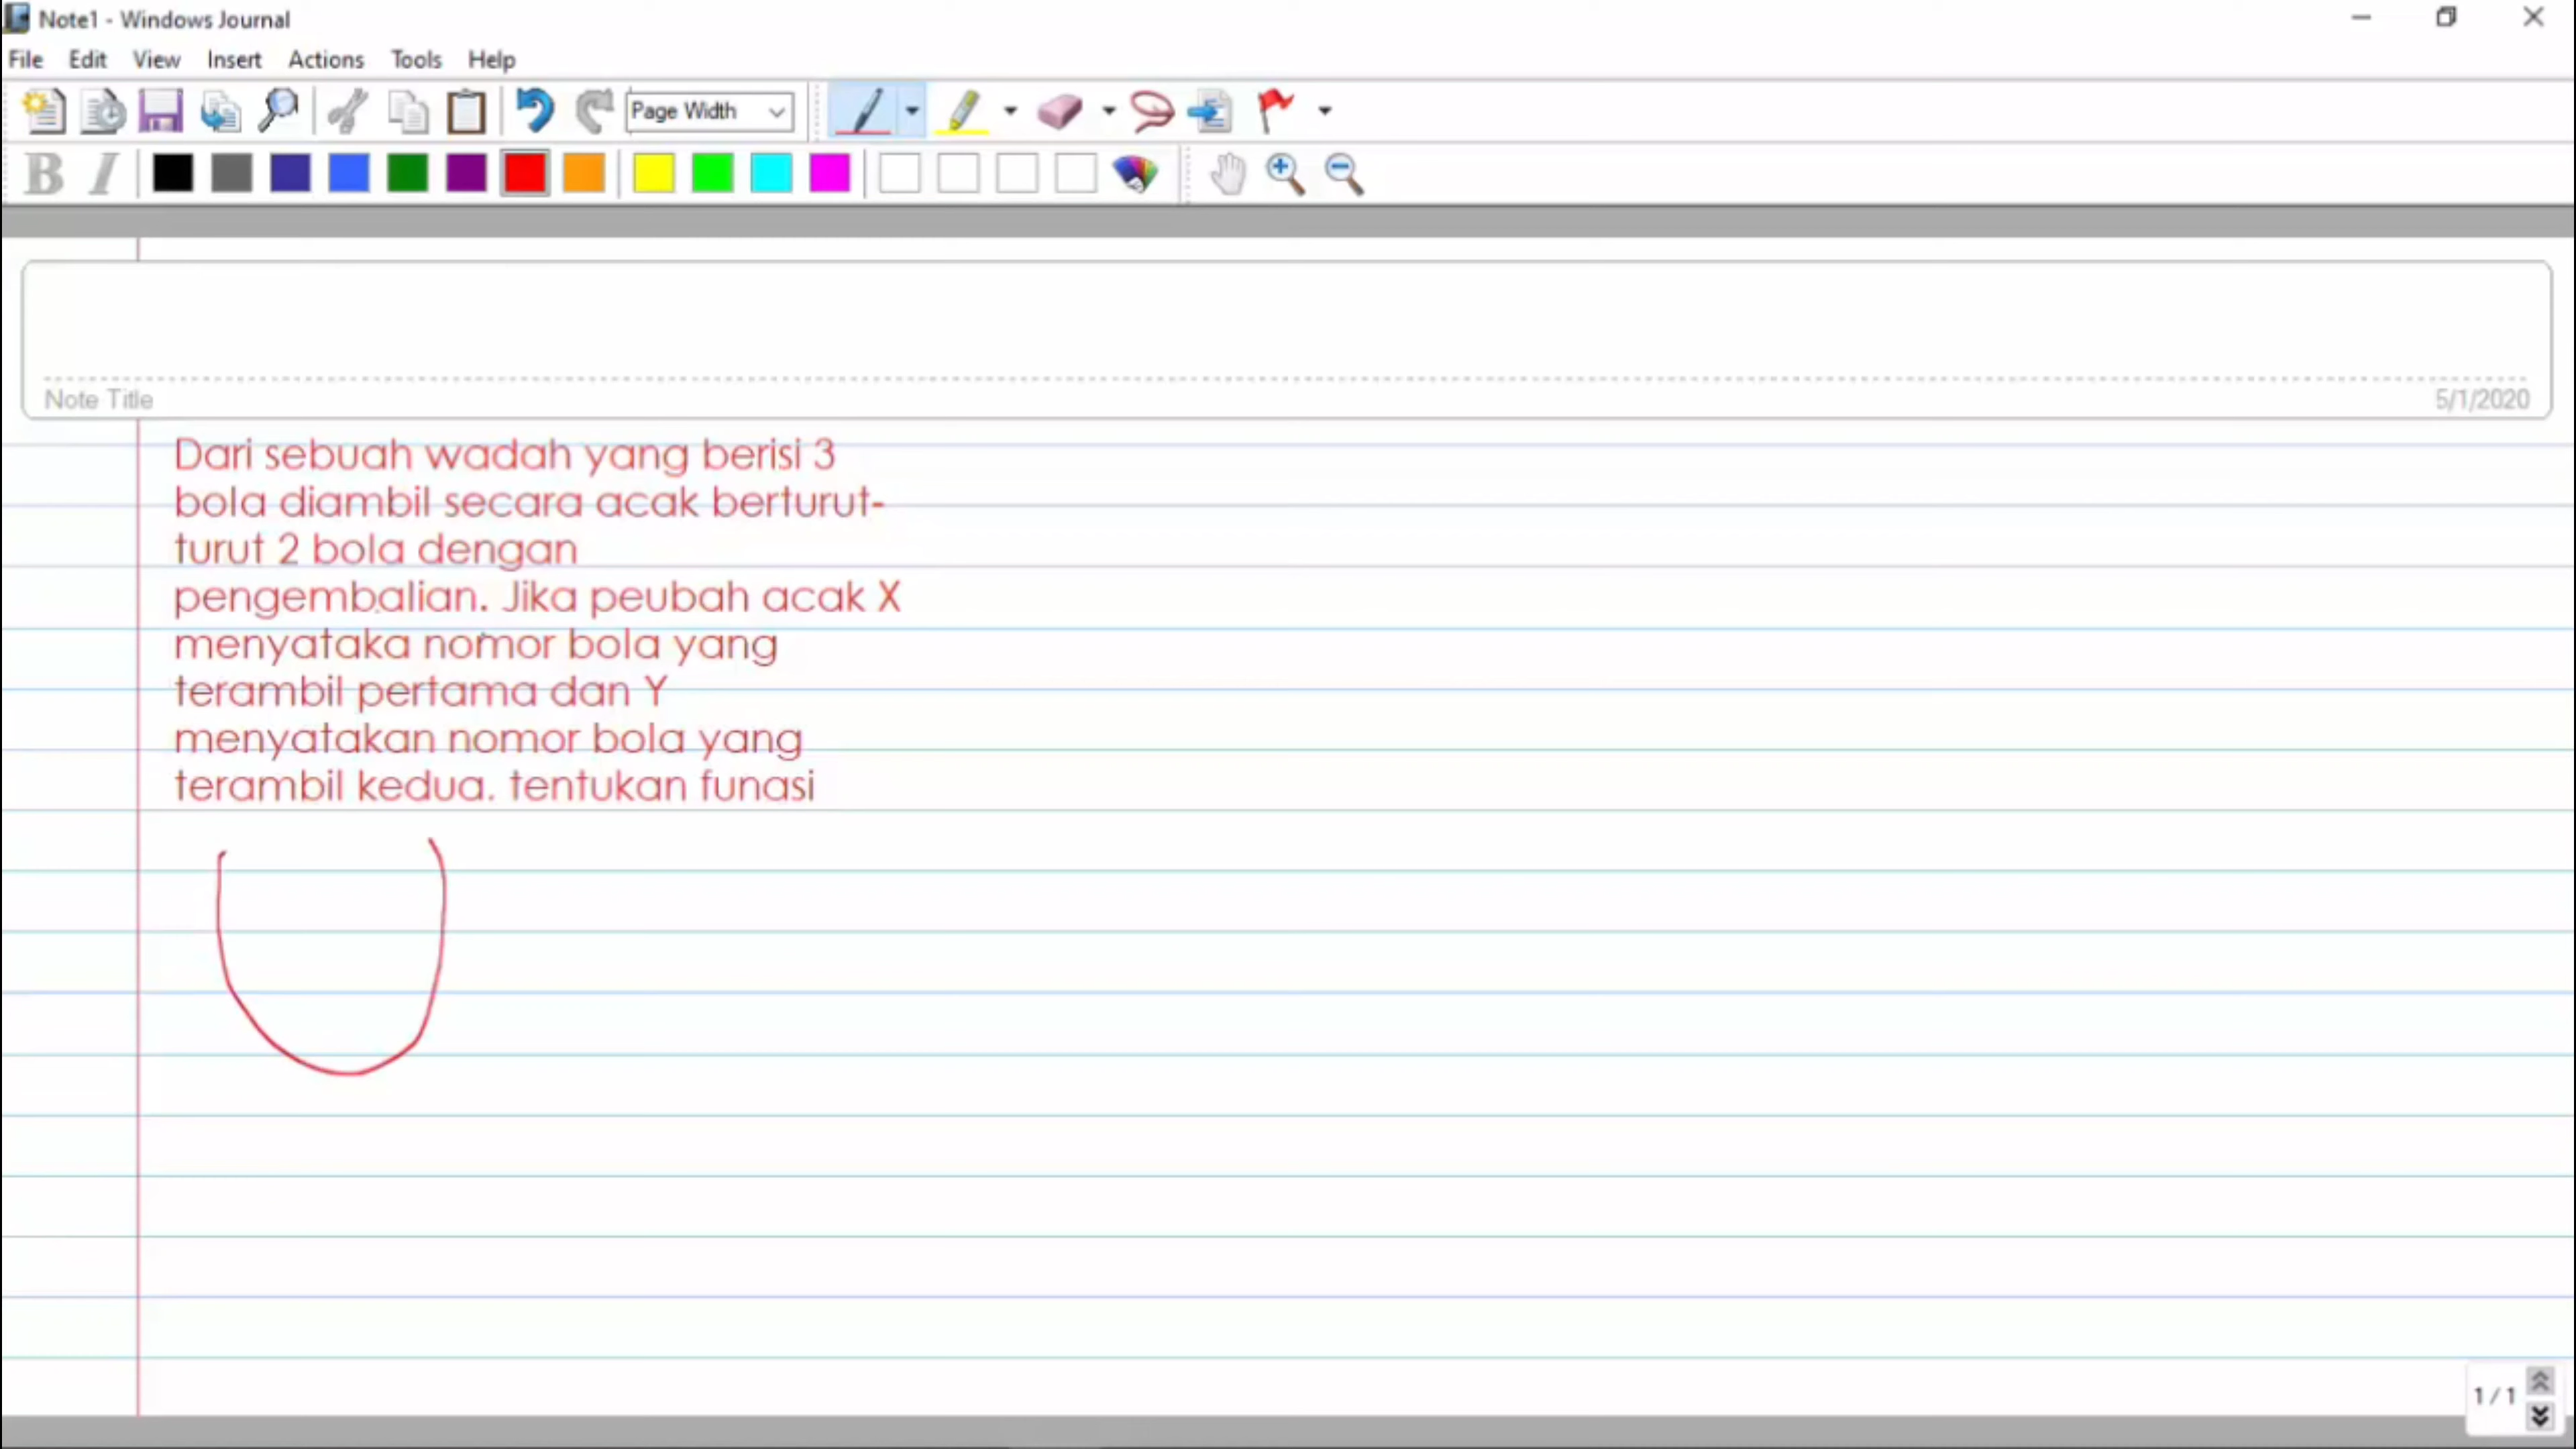 Note1 - Windows Journal
File Edit View Insert Actions Tools Help
Page Width
B I
Note Title
5/1/2020
Dari sebuah wadah yang berisi 3
bola diambil secara acak berturut-
turut 2 bola dengan
pengembalian. Jika peubah acak X
menyataka nomor bola yang
terambil pertama dan Y
menyatakan nomor bola yang
terambil kedua. tentukan funasi
1 / 1